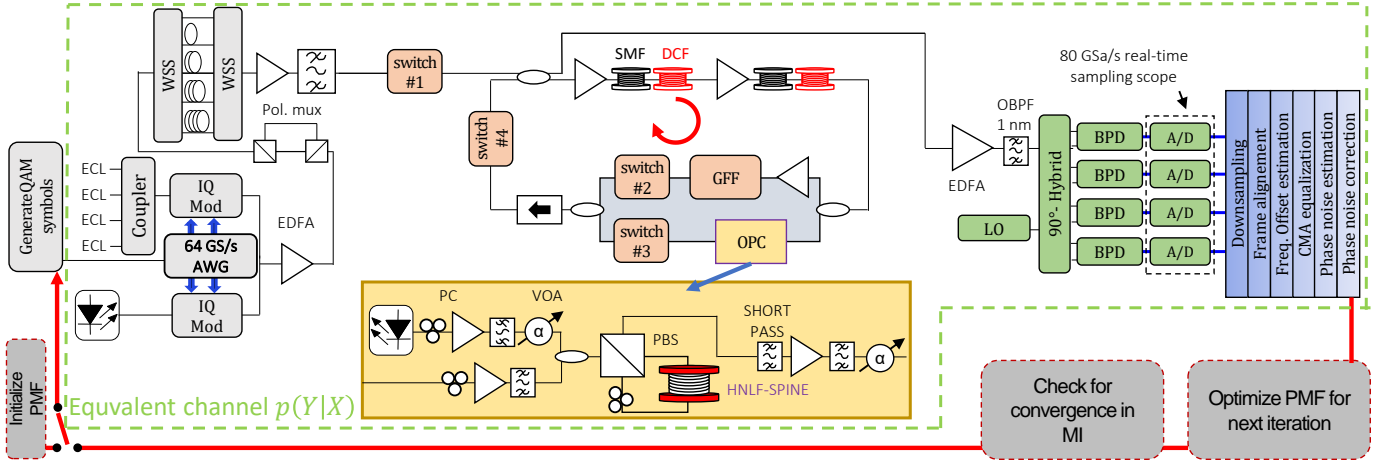 WSS
WSS
switch
#1
Pol. mux
Generate QAM
symbols
ECL
ECL
ECL
ECL
Coupler
IQ
Mod
64 GS/s
AWG
IQ
Mod
EDFA
SMF
DCF
switch
#4
switch
#2
GFF
switch
#3
OPC
80 GSa/s real-time
sampling scope
OBPF
1 nm
EDFA
LO
90°- Hybrid
BPD
A/D
BPD
A/D
BPD
A/D
BPD
A/D
Downsampling
Frame alignement
Freq. Offset estimation
CMA equalization
Phase noise estimation
Phase noise correction
PC
VOA
α
PBS
SHORT
PASS
α
HNLF-SPINE
Initialize
PMF
Equvalent channel p(Y|X)
Check for
convergence in
MI
Optimize PMF for
next iteration